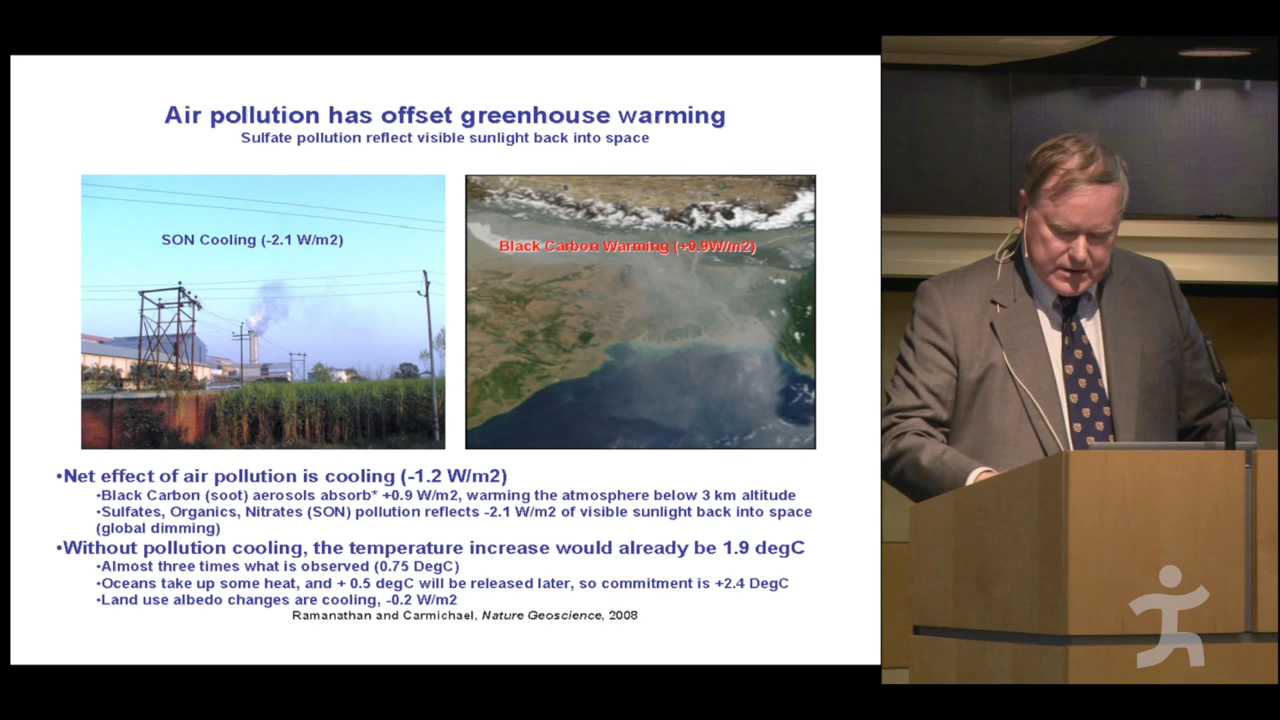 Air pollution has offset greenhouse warming
Sulfate pollution reflect visible sunlight back into space
SON Cooling (-2.1 W/m2)
Black Carbon Warming (+0.9W/m2)
•Net effect of air pollution is cooling (-1.2 W/m2)
•Black Carbon (soot) aerosols absorb* +0.9 W/m2, warming the atmosphere below 3 km altitude
•Sulfates, Organics, Nitrates (SON) pollution reflects -2.1 W/m2 of visible sunlight back into space
(global dimming)
•Without pollution cooling, the temperature increase would already be 1.9 degC
•Almost three times what is observed (0.75 DegC)
•Oceans take up some heat, and + 0.5 degC will be released later, so commitment is +2.4 DegC
•Land use albedo changes are cooling, -0.2 W/m2
Ramanathan and Carmichael, Nature Geoscience, 2008